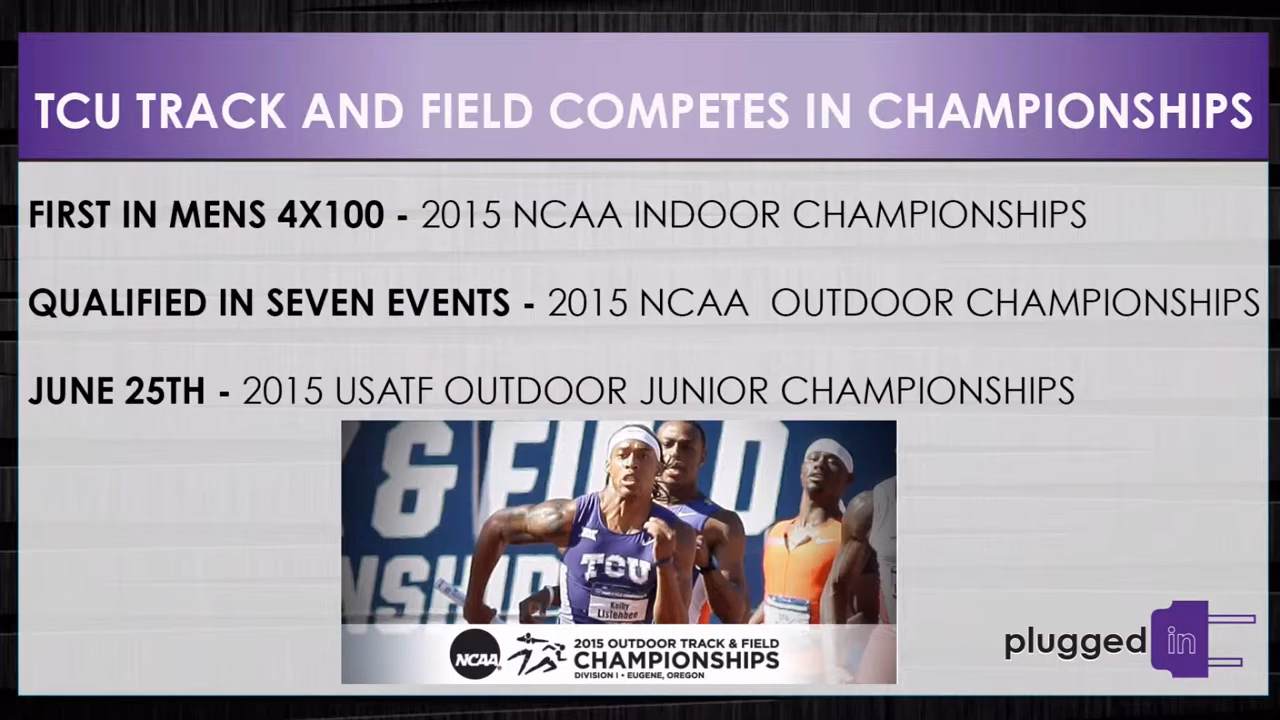 TCU TRACK AND FIELD COMPETES IN CHAMPIONSHIPS
FIRST IN MENS 4X100 - 2015 NCAA INDOOR CHAMPIONSHIPS
QUALIFIED IN SEVEN EVENTS - 2015 NCAA OUTDOOR CHAMPIONSHIPS
JUNE 25TH - 2015 USATF OUTDOOR JUNIOR CHAMPIONSHIPS
& FIELD
TCU
Kolby
Listenbee
NCAA
2015 OUTDOOR TRACK & FIELD
CHAMPIONSHIPS
DIVISION I • EUGENE, OREGON
plugged in